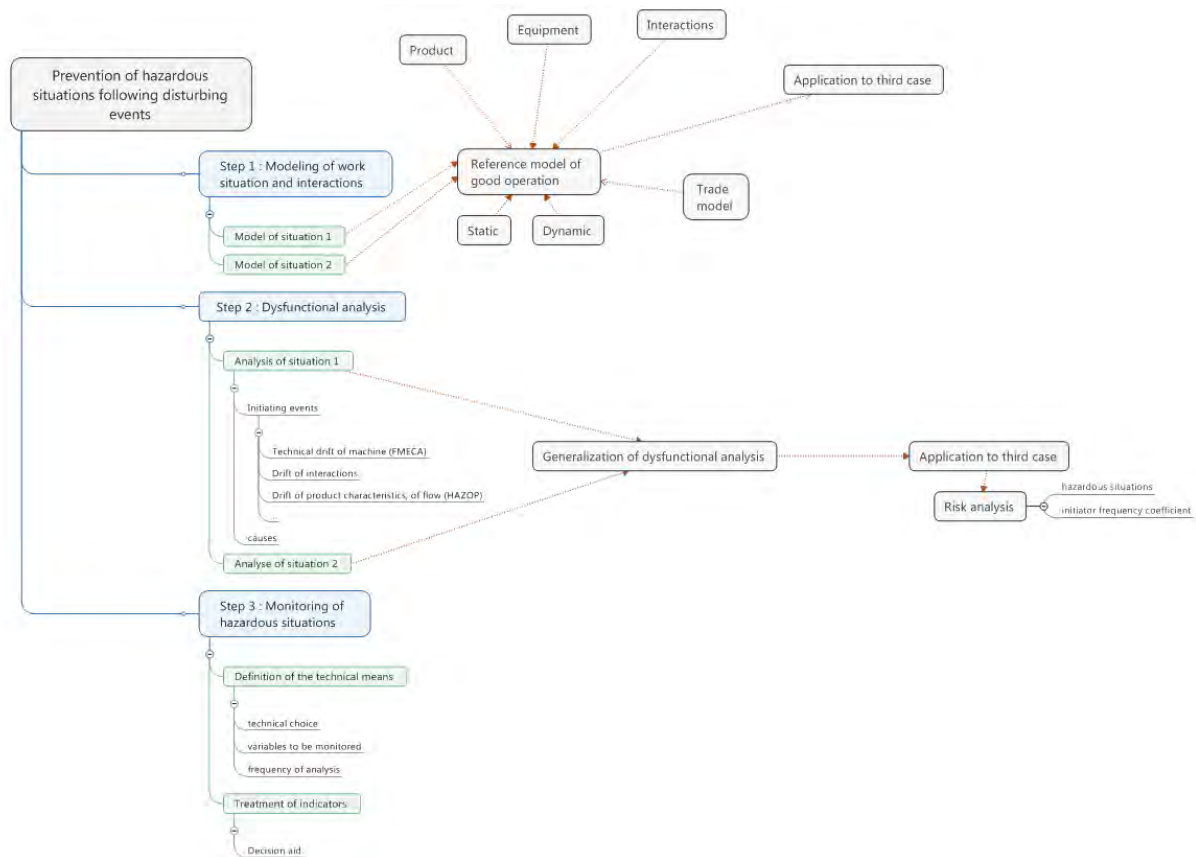 Prevention of hazardous
situations following disturbing
events
Product
Equipment
Interactions
Application to third case
Step 1 : Modeling of work
situation and interactions
Reference model of
good operation
Trade
model
Static
Dynamic
Model of situation 1
Model of situation 2
Step 2 : Dysfunctional analysis
Analysis of situation 1
Initiating events
Technical drift of machine (FMECA)
Drift of interactions
Drift of product characteristics, of flow (HAZOP)
causes
Analyse of situation 2
Generalization of dysfunctional analysis
Application to third case
Risk analysis
hazardous situations
initiator frequency coefficient
Step 3 : Monitoring of
hazardous situations
Definition of the technical means
technical choice
variables to be monitored
frequency of analysis
Treatment of indicators
Decision aid